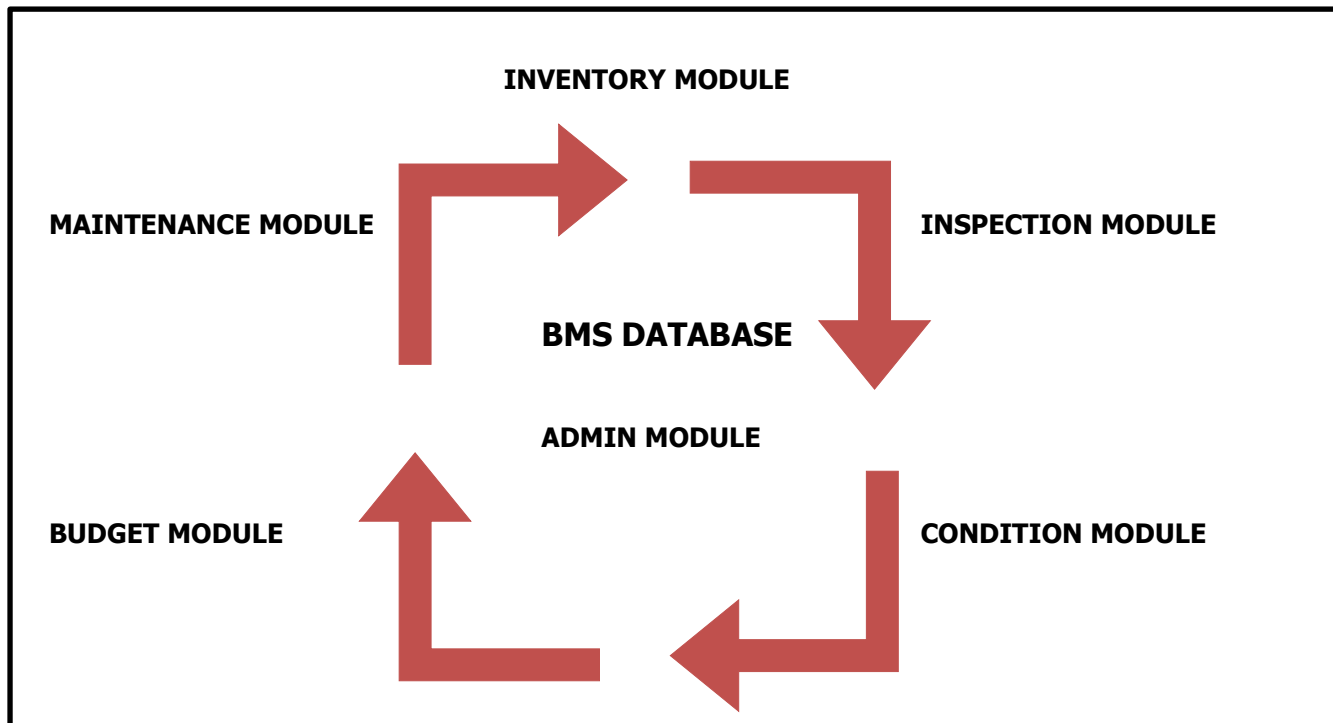 INVENTORY MODULE
MAINTENANCE MODULE
INSPECTION MODULE
BMS DATABASE
ADMIN MODULE
BUDGET MODULE
CONDITION MODULE